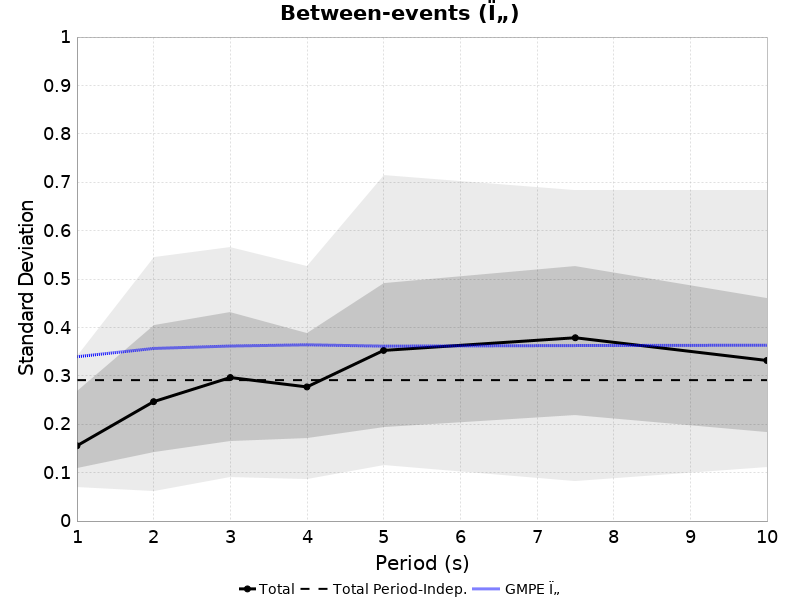 Between-events (Ï„)
1
0.9
0.8
0.7
0.6
0.5
0.4
0.3
0.2
0.1
0
Standard Deviation
1 2 3 4 5 6 7 8 9 10
Period (s)
Total Total Period-Indep. GMPE Ï„